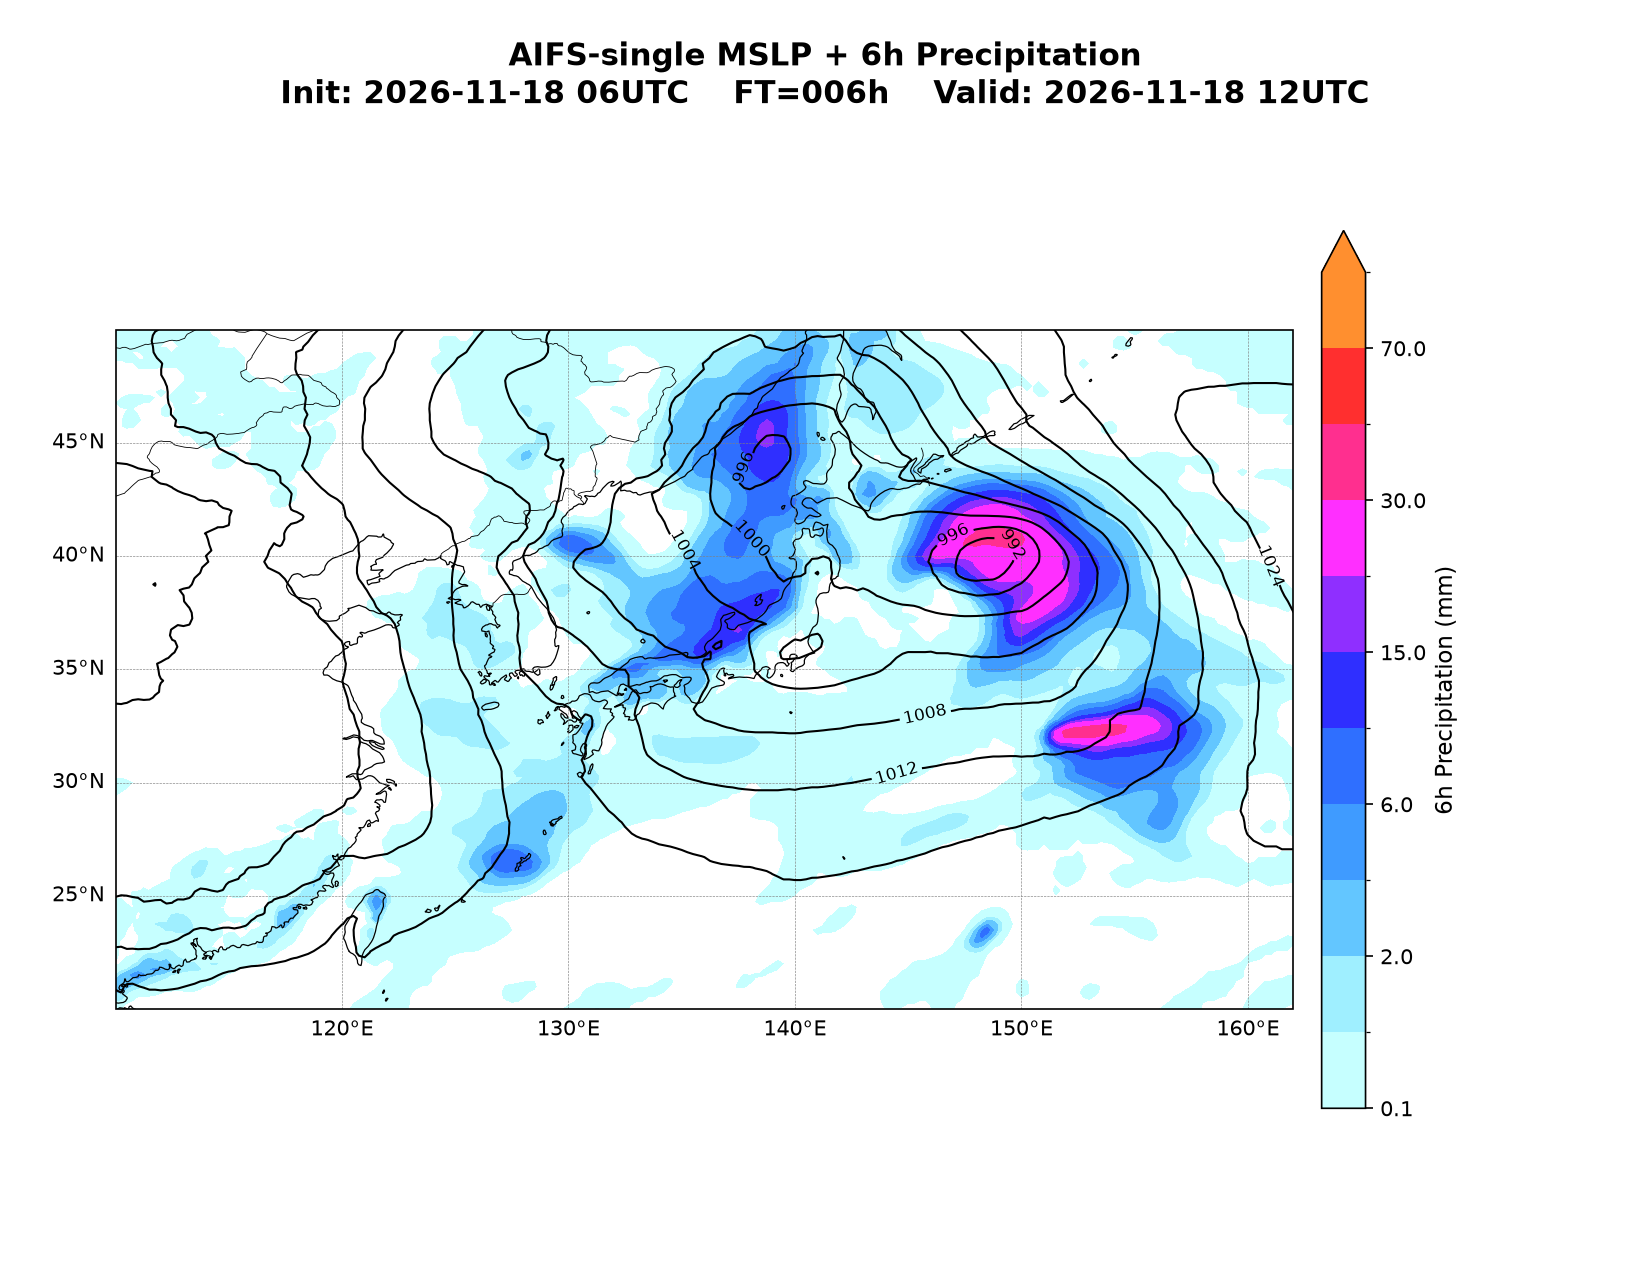 AIFS-single MSLP + 6h Precipitation
Init: 2026-11-18 06UTC    FT=006h    Valid: 2026-11-18 12UTC
70.0
30.0
15.0
6.0
2.0
0.1
6h Precipitation (mm)
45°N
40°N
35°N
30°N
25°N
120°E
130°E
140°E
150°E
160°E
996
1000
1004
996
992
1024
1008
1012